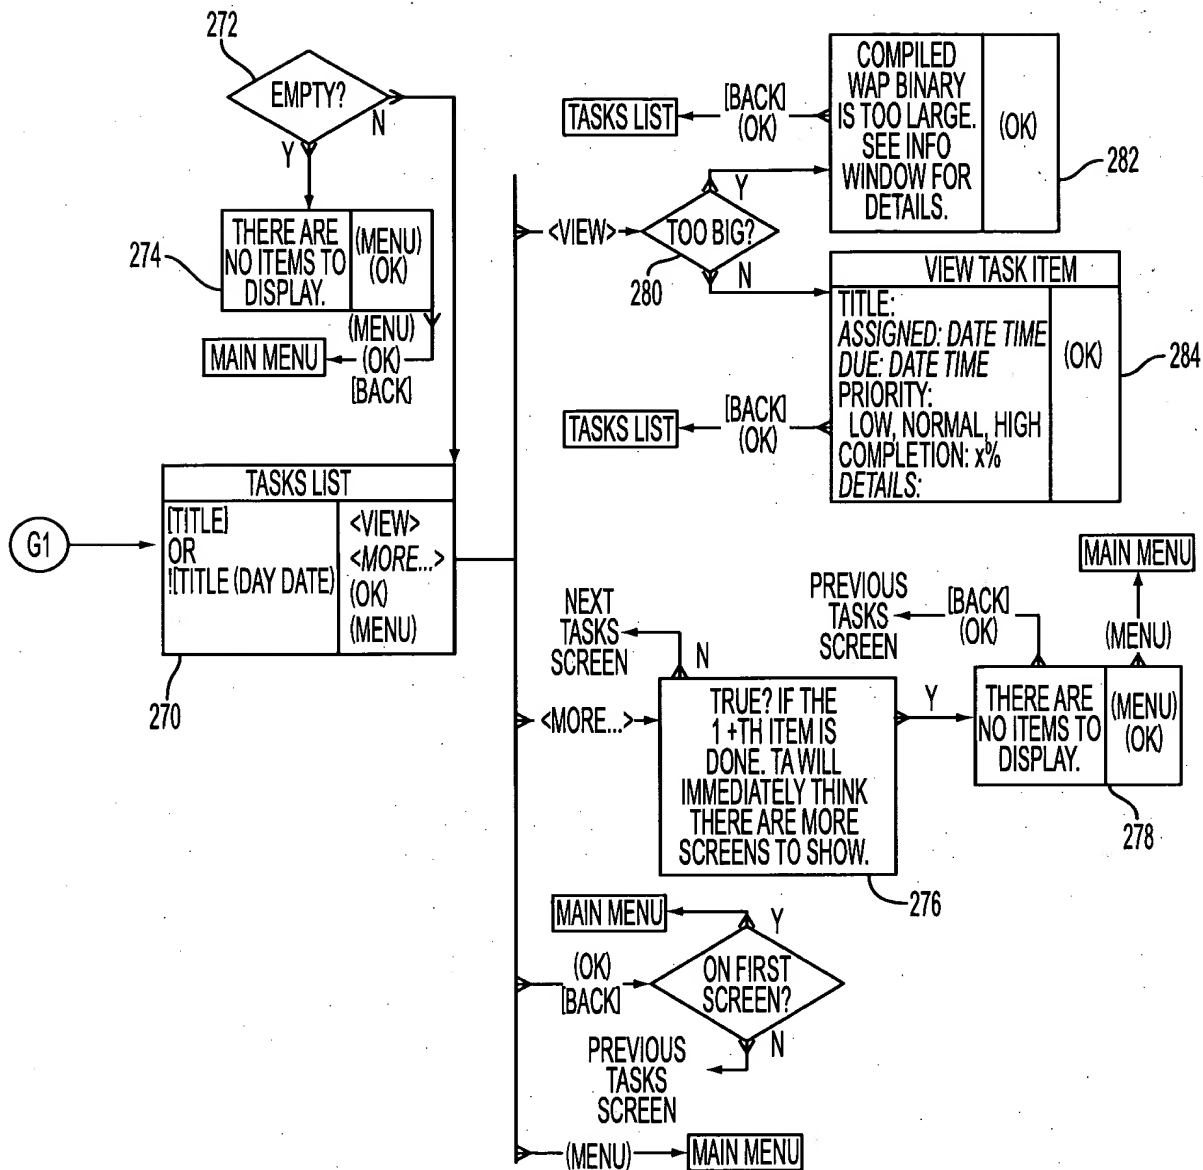 272
EMPTY?
N
Y
THERE ARE
NO ITEMS TO
DISPLAY.
(MENU)
(OK)
274
(MENU)
(OK)
[BACK]
MAIN MENU
TASKS LIST
[TITLE]
OR
![TITLE (DAY DATE)
<VIEW>
<MORE...>
(OK)
(MENU)
G1
270
COMPILED
WAP BINARY
IS TOO LARGE.
SEE INFO
WINDOW FOR
DETAILS.
(OK)
282
TASKS LIST
[BACK]
(OK)
Y
<VIEW>
TOO BIG?
280
N
VIEW TASK ITEM
TITLE:
ASSIGNED: DATE TIME
DUE: DATE TIME
PRIORITY:
LOW, NORMAL, HIGH
COMPLETION: x%
DETAILS:
(OK)
284
TASKS LIST
[BACK]
(OK)
MAIN MENU
NEXT
TASKS
SCREEN
N
PREVIOUS
TASKS
SCREEN
[BACK]
(OK)
(MENU)
<MORE...>
TRUE? IF THE
1 +TH ITEM IS
DONE. TA WILL
IMMEDIATELY THINK
THERE ARE MORE
SCREENS TO SHOW.
Y
THERE ARE
NO ITEMS TO
DISPLAY.
(MENU)
(OK)
278
276
MAIN MENU
Y
(OK)
[BACK]
ON FIRST
SCREEN?
N
PREVIOUS
TASKS
SCREEN
(MENU)
MAIN MENU